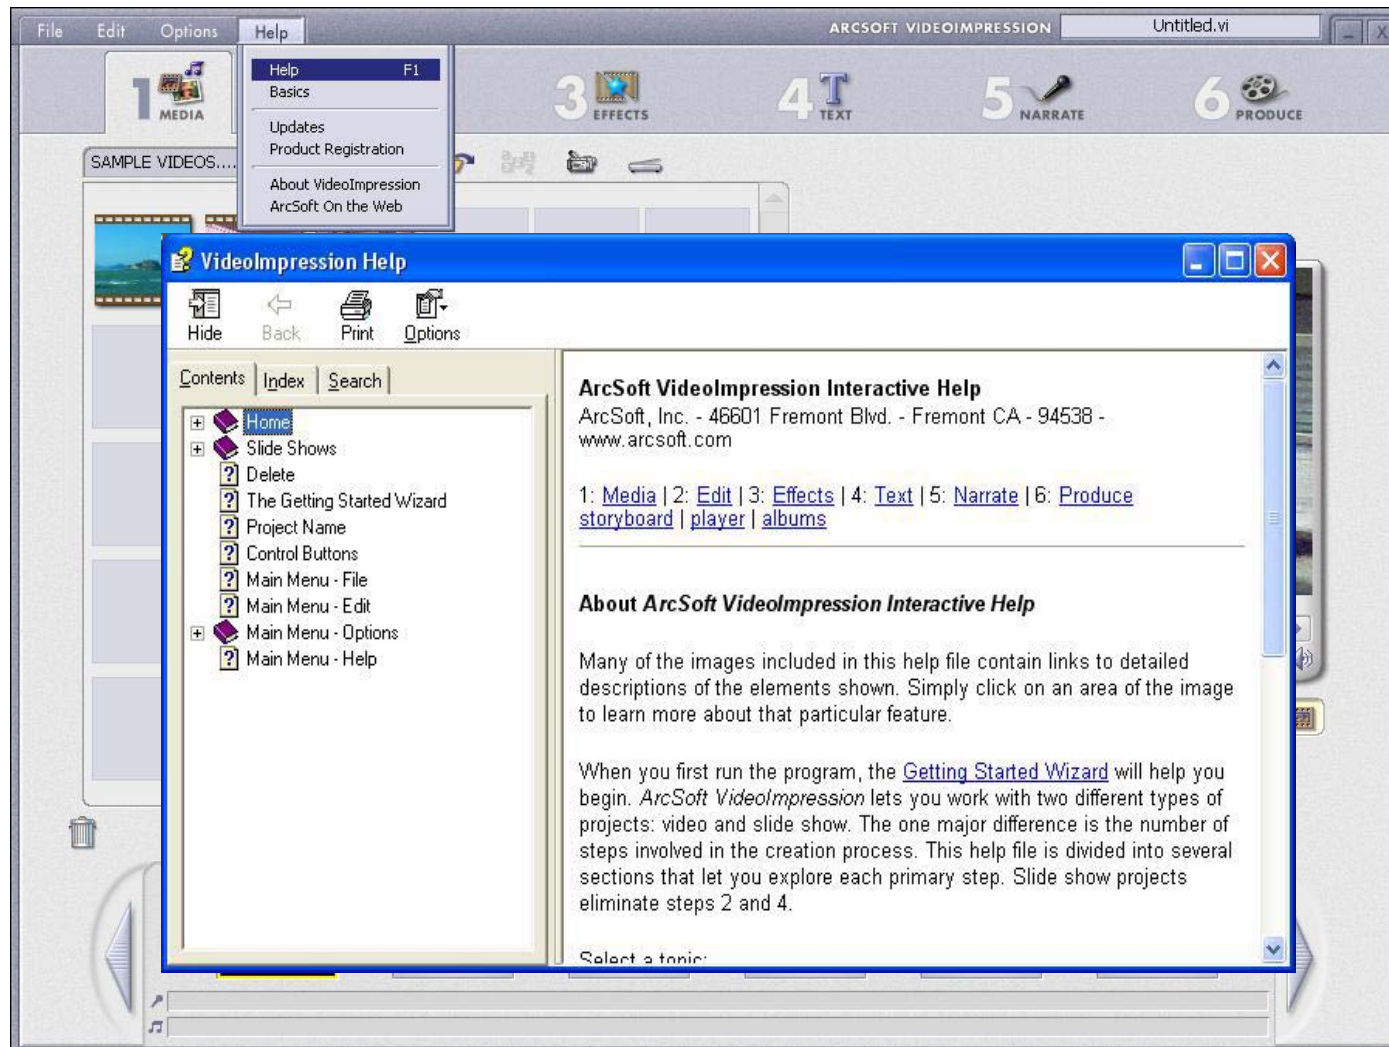 File Edit Options Help ARCSOFT VIDEOIMPRESSION Untitled.vi
Help F1
Basics
Updates
Product Registration
About VideoImpression
ArcSoft On the Web
1 MEDIA
3 EFFECTS
4 TEXT
5 NARRATE
6 PRODUCE
SAMPLE VIDEOS....
VideoImpression Help
Hide Back Print Options
Contents Index Search
Home
Slide Shows
Delete
The Getting Started Wizard
Project Name
Control Buttons
Main Menu - File
Main Menu - Edit
Main Menu - Options
Main Menu - Help
ArcSoft VideoImpression Interactive Help
ArcSoft, Inc. - 46601 Fremont Blvd. - Fremont CA - 94538 -
www.arcsoft.com
1: Media | 2: Edit | 3: Effects | 4: Text | 5: Narrate | 6: Produce
storyboard | player | albums
About ArcSoft VideoImpression Interactive Help
Many of the images included in this help file contain links to detailed
descriptions of the elements shown. Simply click on an area of the image
to learn more about that particular feature.
When you first run the program, the Getting Started Wizard will help you
begin. ArcSoft VideoImpression lets you work with two different types of
projects: video and slide show. The one major difference is the number of
steps involved in the creation process. This help file is divided into several
sections that let you explore each primary step. Slide show projects
eliminate steps 2 and 4.
Select a topic: